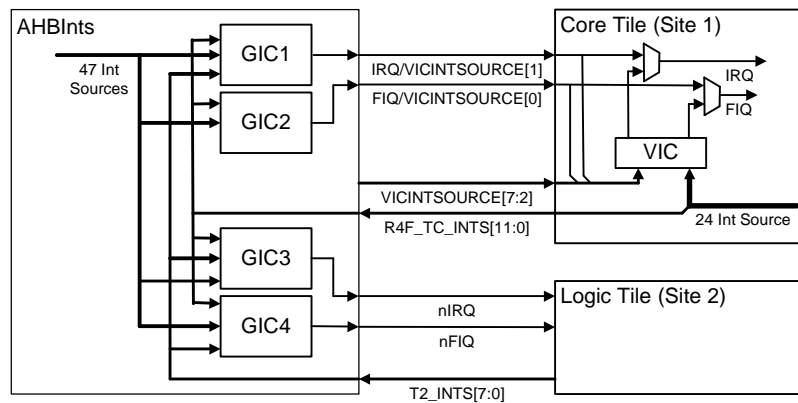 AHBInts
47 Int
Sources
GIC1
GIC2
GIC3
GIC4
IRQ/VICINTSOURCE[1]
FIQ/VICINTSOURCE[0]
VICINTSOURCE[7:2]
R4F_TC_INTS[11:0]
nIRQ
nFIQ
T2_INTS[7:0]
Core Tile (Site 1)
IRQ
FIQ
VIC
24 Int Source
Logic Tile (Site 2)